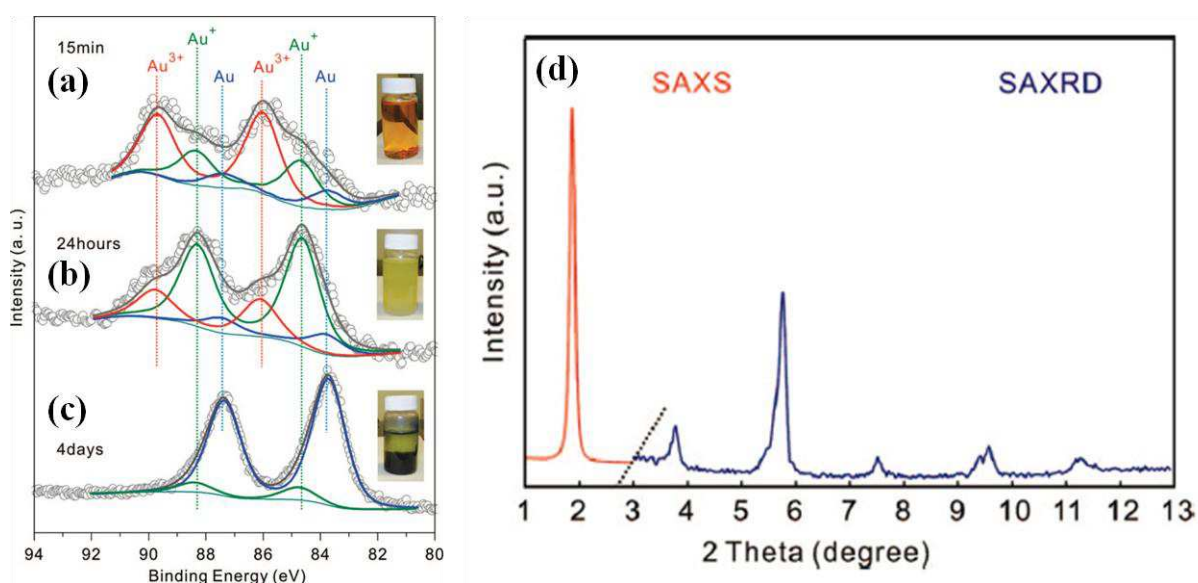 15min
(a)
Au3+
Au+
Au
Au3+
Au+
Au
24hours
(b)
4days
(c)
Intensity (a. u.)
94 92 90 88 86 84 82 80
Binding Energy (eV)
(d)
SAXS
SAXRD
Intensity (a.u.)
1 2 3 4 5 6 7 8 9 10 11 12 13
2 Theta (degree)